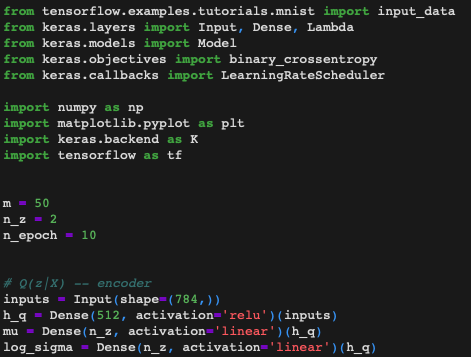 from tensorflow.examples.tutorials.mnist import input_data
from keras.layers import Input, Dense, Lambda
from keras.models import Model
from keras.objectives import binary_crossentropy
from keras.callbacks import LearningRateScheduler

import numpy as np
import matplotlib.pyplot as plt
import keras.backend as K
import tensorflow as tf


m = 50
n_z = 2
n_epoch = 10


# Q(z|X) -- encoder
inputs = Input(shape=(784,))
h_q = Dense(512, activation='relu')(inputs)
mu = Dense(n_z, activation='linear')(h_q)
log_sigma = Dense(n_z, activation='linear')(h_q)